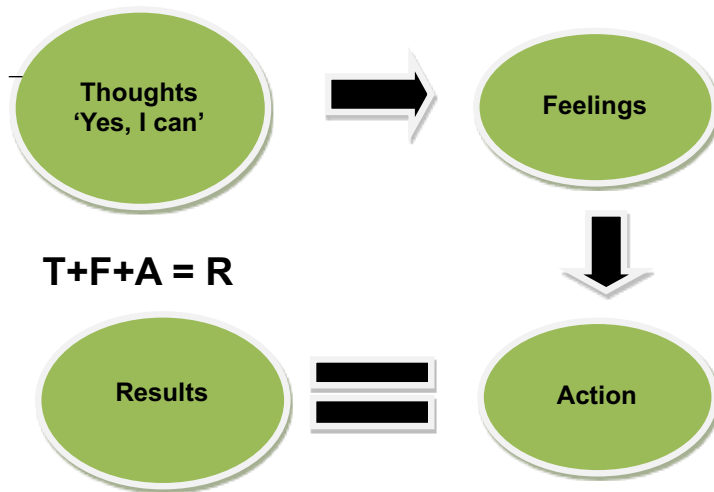 Thoughts
‘Yes, I can’
Feelings
T+F+A = R
Results
Action